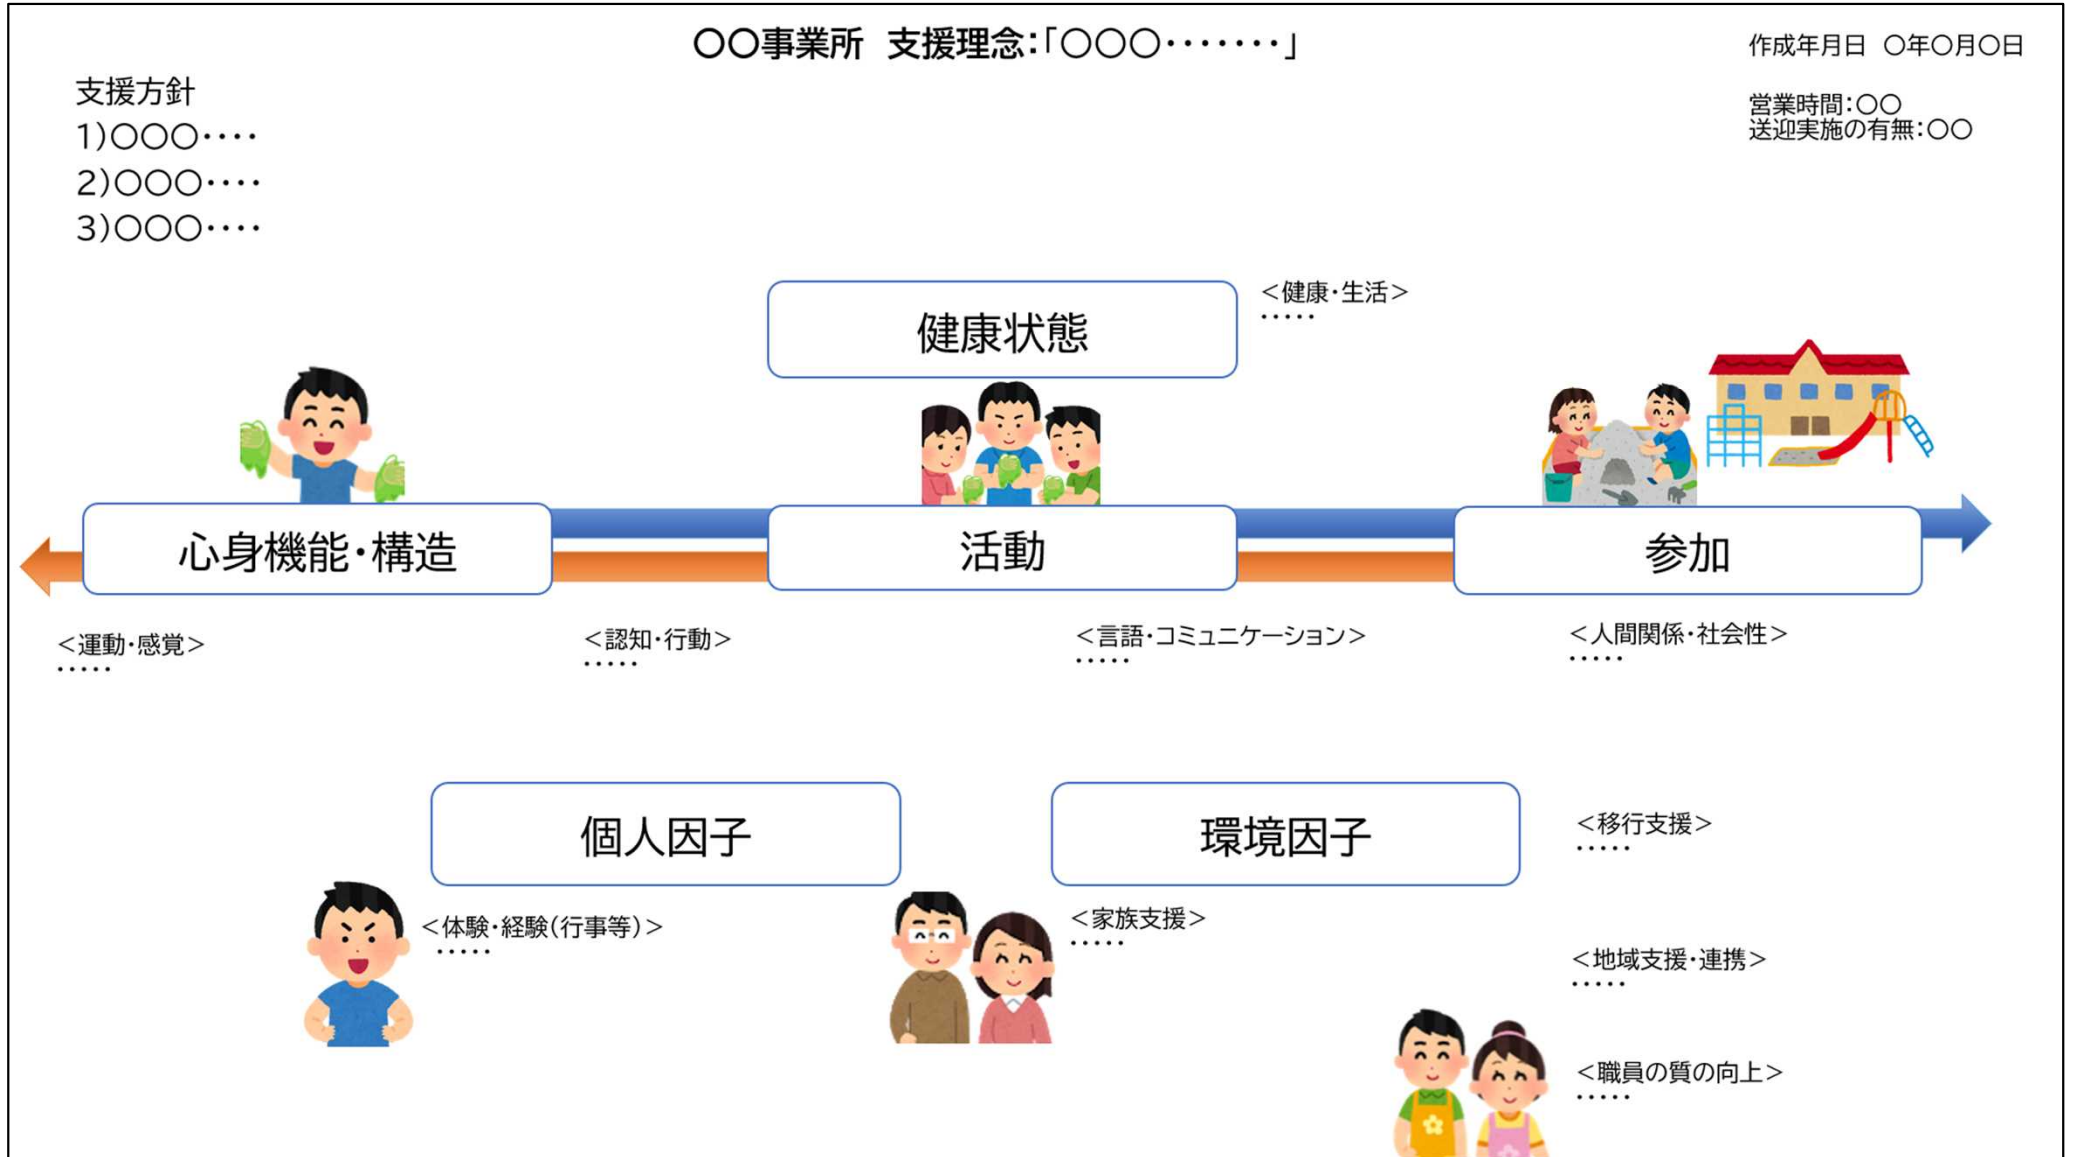 〇〇事業所　支援理念：「〇〇〇・・・・・・・」
作成年月日　〇年〇月〇日
支援方針
1)〇〇〇・・・・
2)〇〇〇・・・・
3)〇〇〇・・・・
営業時間：〇〇
送迎実施の有無：〇〇
健康状態
＜健康・生活＞
・・・・・
心身機能・構造
活動
参加
＜運動・感覚＞
・・・・・
＜認知・行動＞
・・・・・
＜言語・コミュニケーション＞
・・・・・
＜人間関係・社会性＞
・・・・・
個人因子
環境因子
＜体験・経験（行事等）＞
・・・・・
＜家族支援＞
・・・・・
＜移行支援＞
・・・・・
＜地域支援・連携＞
・・・・・
＜職員の質の向上＞
・・・・・